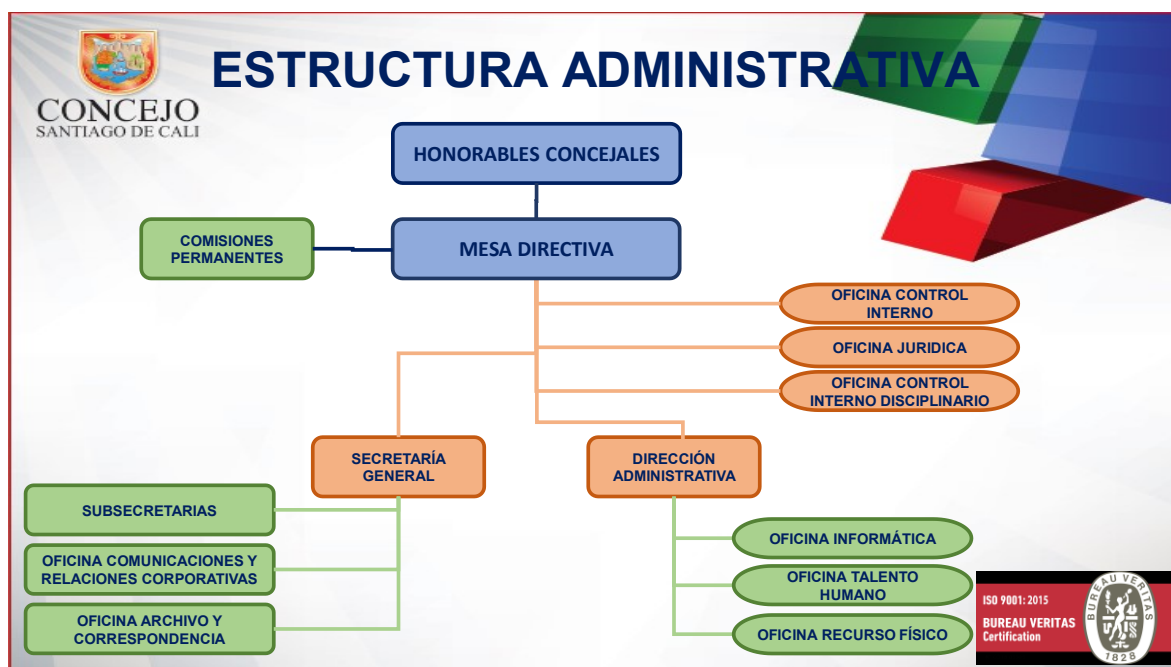 ESTRUCTURA ADMINISTRATIVA
CONCEJO
SANTIAGO DE CALI
HONORABLES CONCEJALES
COMISIONES
PERMANENTES
MESA DIRECTIVA
OFICINA CONTROL
INTERNO
OFICINA JURIDICA
OFICINA CONTROL
INTERNO DISCIPLINARIO
SECRETARÍA
GENERAL
DIRECCIÓN
ADMINISTRATIVA
SUBSECRETARIAS
OFICINA COMUNICACIONES Y
RELACIONES CORPORATIVAS
OFICINA ARCHIVO Y
CORRESPONDENCIA
OFICINA INFORMÁTICA
OFICINA TALENTO
HUMANO
OFICINA RECURSO FÍSICO
ISO 9001: 2015
BUREAU VERITAS
Certification
BUREAU VERITAS
1828